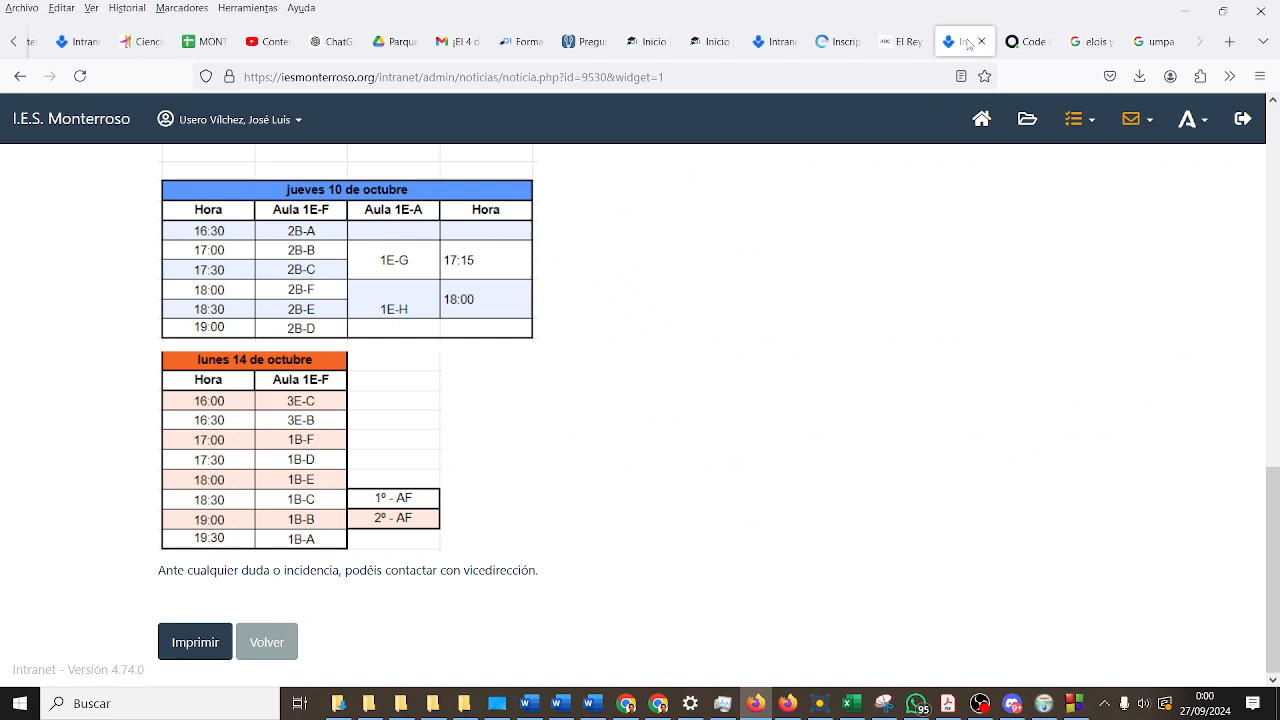 Archivo Editar Ver Historial Marcadores Herramientas Ayuda
Intrane Cienci MONT Contre ChatG Parque ¡El 4 d Forma Pregu Inicio Inicio Intrane Inscrip ABC El Rey In Code elois y umpa
https://iesmonterroso.org/intranet/admin/noticias/noticia.php?id=9530&widget=1
I.E.S. Monterroso Usero Vílchez, José Luis
jueves 10 de octubre
Hora Aula 1E-F Aula 1E-A Hora
16:30 2B-A
17:00 2B-B
1E-G 17:15
17:30 2B-C
18:00 2B-F
18:00
18:30 2B-E 1E-H
19:00 2B-D
lunes 14 de octubre
Hora Aula 1E-F
16:00 3E-C
16:30 3E-B
17:00 1B-F
17:30 1B-D
18:00 1B-E
18:30 1B-C 1º - AF
19:00 1B-B 2º - AF
19:30 1B-A
Ante cualquier duda o incidencia, podéis contactar con vicedirección.
Imprimir Volver
Intranet - Versión 4.74.0
Buscar
95
0:00
27/09/2024